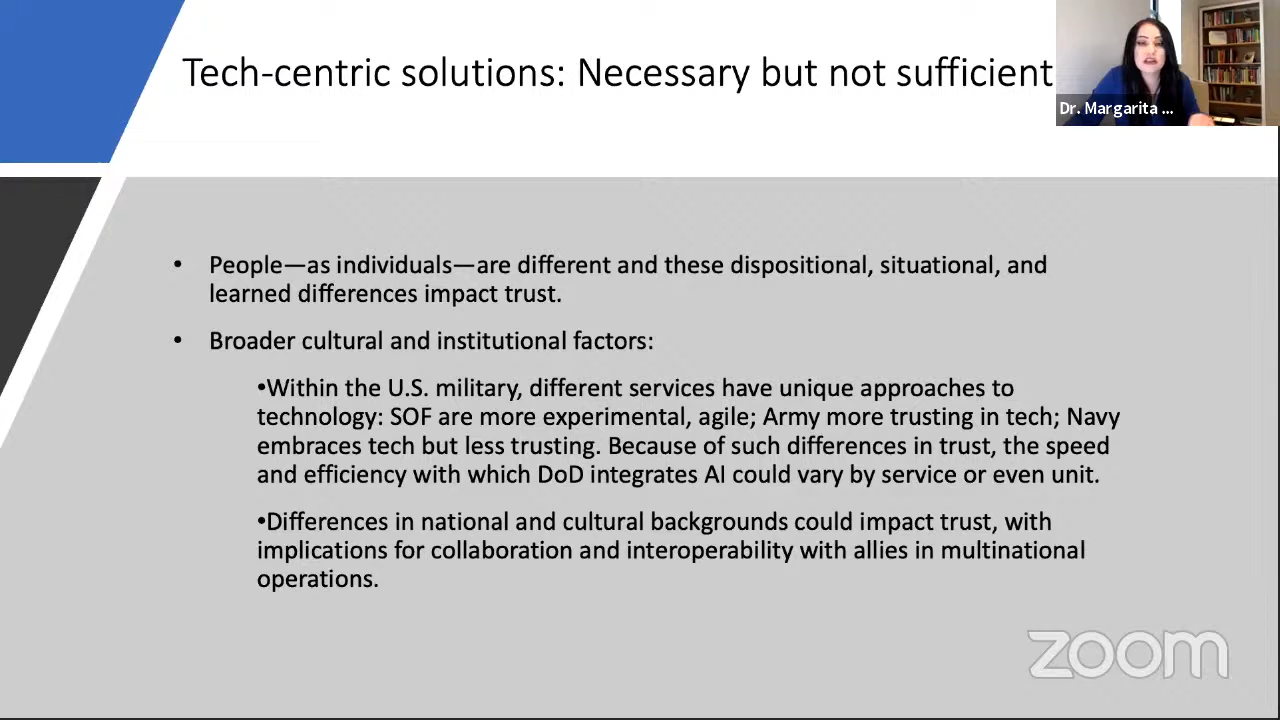 Tech-centric solutions: Necessary but not sufficient
Dr. Margarita ...
• People—as individuals—are different and these dispositional, situational, and
learned differences impact trust.
• Broader cultural and institutional factors:
•Within the U.S. military, different services have unique approaches to
technology: SOF are more experimental, agile; Army more trusting in tech; Navy
embraces tech but less trusting. Because of such differences in trust, the speed
and efficiency with which DoD integrates AI could vary by service or even unit.
•Differences in national and cultural backgrounds could impact trust, with
implications for collaboration and interoperability with allies in multinational
operations.
zoom